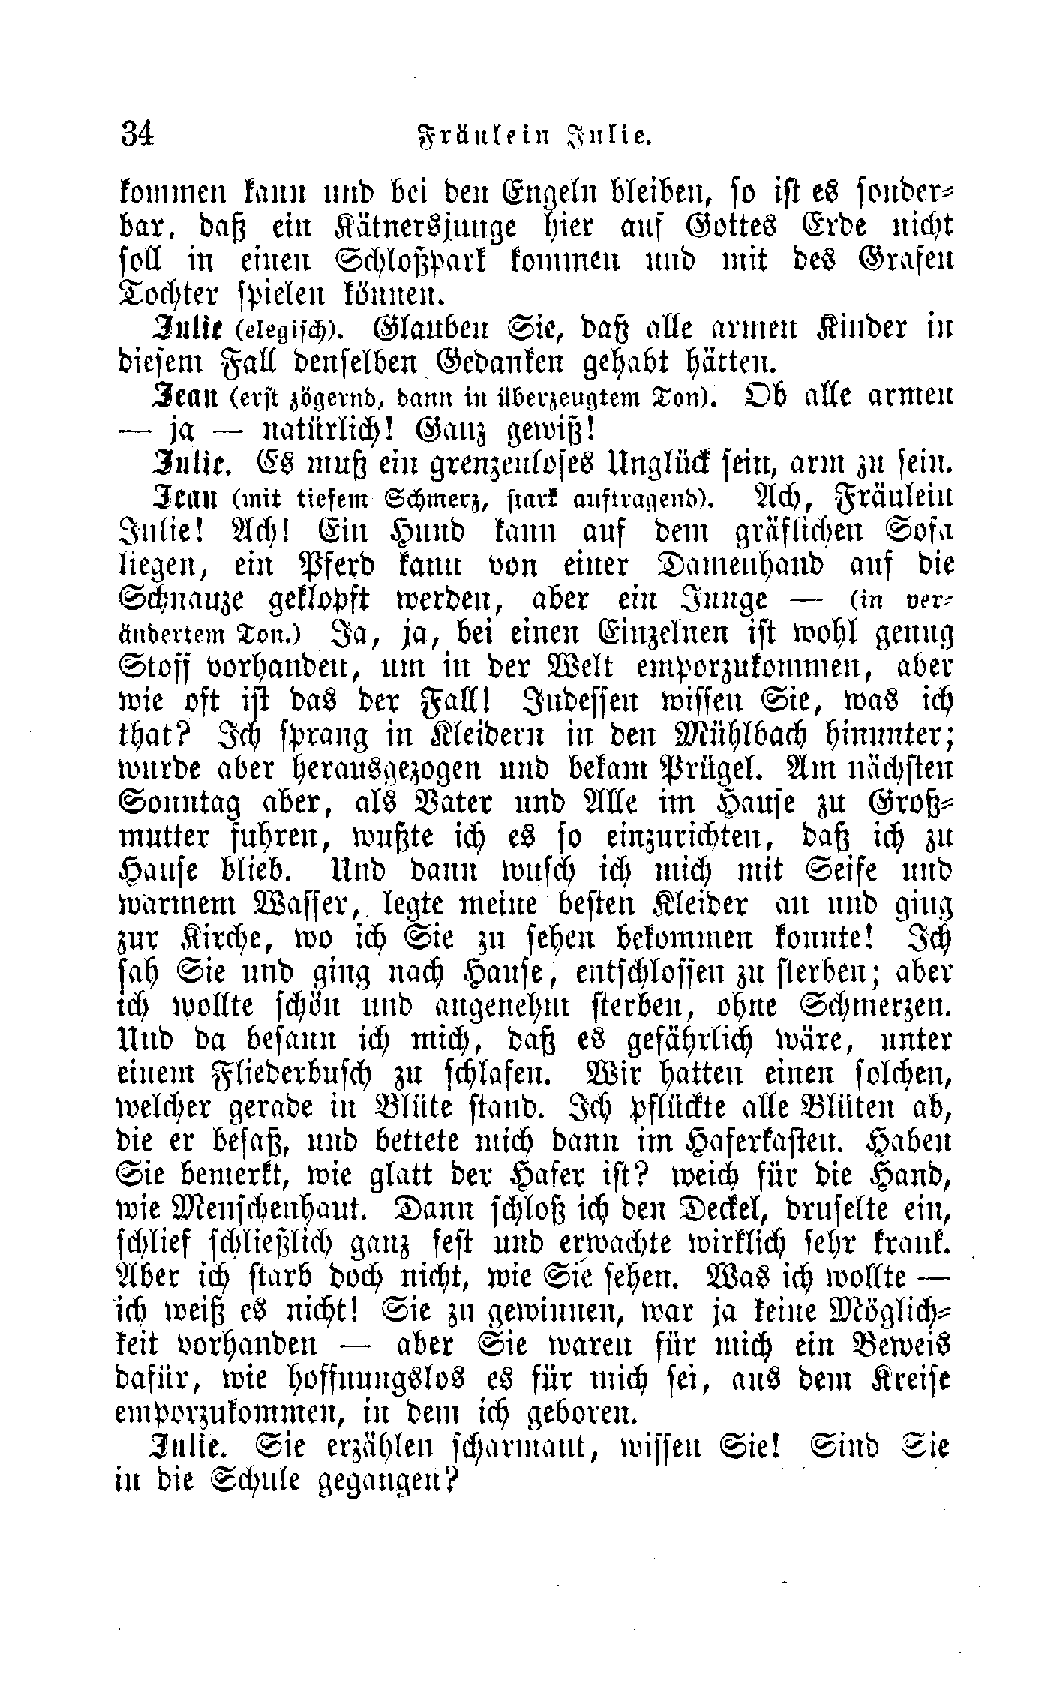 34 Fräulein Julie.
kommen kann und bei den Engeln bleiben, so ist es sonder-
bar, daß ein Kätnersjunge hier auf Gottes Erde nicht
soll in einen Schloßpark kommen und mit des Grafen
Tochter spielen können.
Julie (elegisch). Glauben Sie, daß alle armen Kinder in
diesem Fall denselben Gedanken gehabt hätten.
Jean (erst zögernd, dann in überzeugtem Ton). Ob alle armen
— ja — natürlich! Ganz gewiß!
Julie. Es muß ein grenzenloses Unglück sein, arm zu sein.
Jean (mit tiefem Schmerz, stark auftragend). Ach, Fräulein
Julie! Ach! Ein Hund kann auf dem gräflichen Sofa
liegen, ein Pferd kann von einer Damenhand auf die
Schnauze geklopft werden, aber ein Junge — (in ver-
ändertem Ton.) Ja, ja, bei einen Einzelnen ist wohl genug
Stoff vorhanden, um in der Welt emporzukommen, aber
wie oft ist das der Fall! Indessen wissen Sie, was ich
that? Ich sprang in Kleidern in den Mühlbach hinunter;
wurde aber herausgezogen und bekam Prügel. Am nächsten
Sonntag aber, als Vater und Alle im Hause zu Groß-
mutter fuhren, wußte ich es so einzurichten, daß ich zu
Hause blieb. Und dann wusch ich mich mit Seife und
warmem Wasser, legte meine besten Kleider an und ging
zur Kirche, wo ich Sie zu sehen bekommen konnte! Ich
sah Sie und ging nach Hause, entschlossen zu sterben; aber
ich wollte schön und angenehm sterben, ohne Schmerzen.
Und da besann ich mich, daß es gefährlich wäre, unter
einem Fliederbusch zu schlafen. Wir hatten einen solchen,
welcher gerade in Blüte stand. Ich pflückte alle Blüten ab,
die er besaß, und bettete mich dann im Haferkasten. Haben
Sie bemerkt, wie glatt der Hafer ist? weich für die Hand,
wie Menschenhaut. Dann schloß ich den Deckel, druselte ein,
schlief schließlich ganz fest und erwachte wirklich sehr krank.
Aber ich starb doch nicht, wie Sie sehen. Was ich wollte —
ich weiß es nicht! Sie zu gewinnen, war ja keine Möglich-
keit vorhanden — aber Sie waren für mich ein Beweis
dafür, wie hoffnungslos es für mich sei, aus dem Kreise
emporzukommen, in dem ich geboren.
Julie. Sie erzählen scharmant, wissen Sie! Sind Sie
in die Schule gegangen?